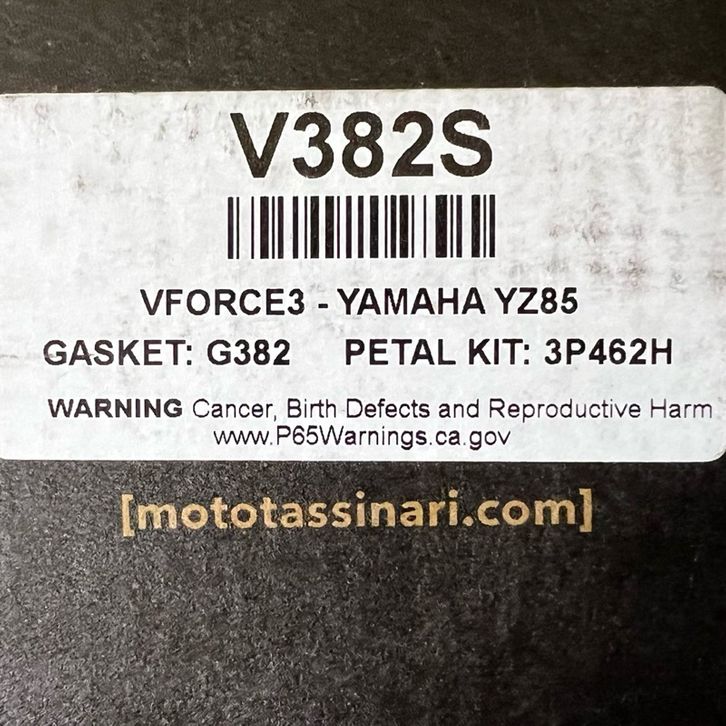 V382S
VFORCE3 - YAMAHA YZ85
GASKET: G382 PETAL KIT: 3P462H
WARNING Cancer, Birth Defects and Reproductive Harm
www.P65Warnings.ca.gov
[mototassinari.com]